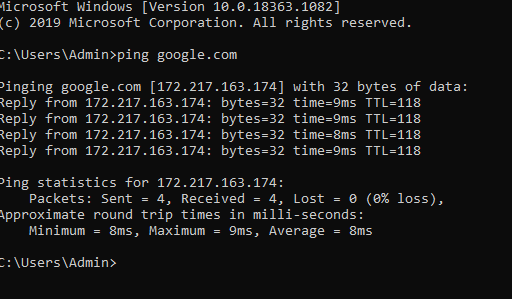 Microsoft Windows [Version 10.0.18363.1082]
(c) 2019 Microsoft Corporation. All rights reserved.
C:\Users\Admin>ping google.com
Pinging google.com [172.217.163.174] with 32 bytes of data:
Reply from 172.217.163.174: bytes=32 time=9ms TTL=118
Reply from 172.217.163.174: bytes=32 time=9ms TTL=118
Reply from 172.217.163.174: bytes=32 time=8ms TTL=118
Reply from 172.217.163.174: bytes=32 time=9ms TTL=118
Ping statistics for 172.217.163.174:
Packets: Sent = 4, Received = 4, Lost = 0 (0% loss),
Approximate round trip times in milli-seconds:
Minimum = 8ms, Maximum = 9ms, Average = 8ms
C:\Users\Admin>